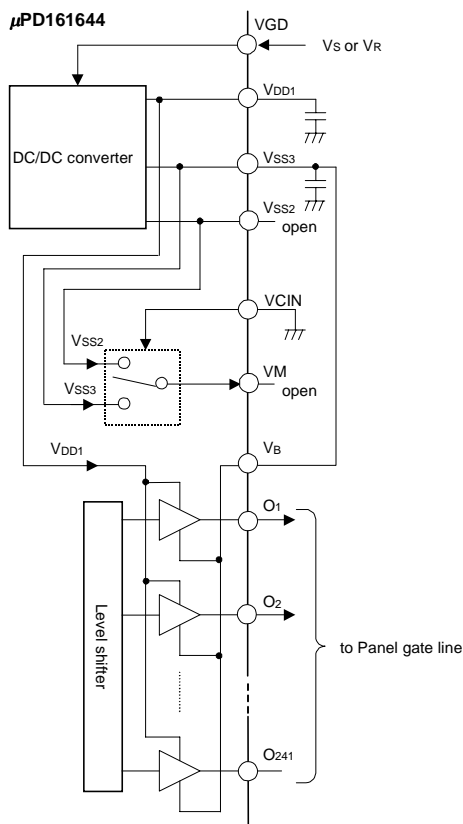 μPD161644
VGD
VS or VR
VDD1
DC/DC converter
VSS3
VSS2
open
VCIN
VSS2
VM
VSS3
open
VDD1
VB
O1
O2
Level shifter
to Panel gate line
O241